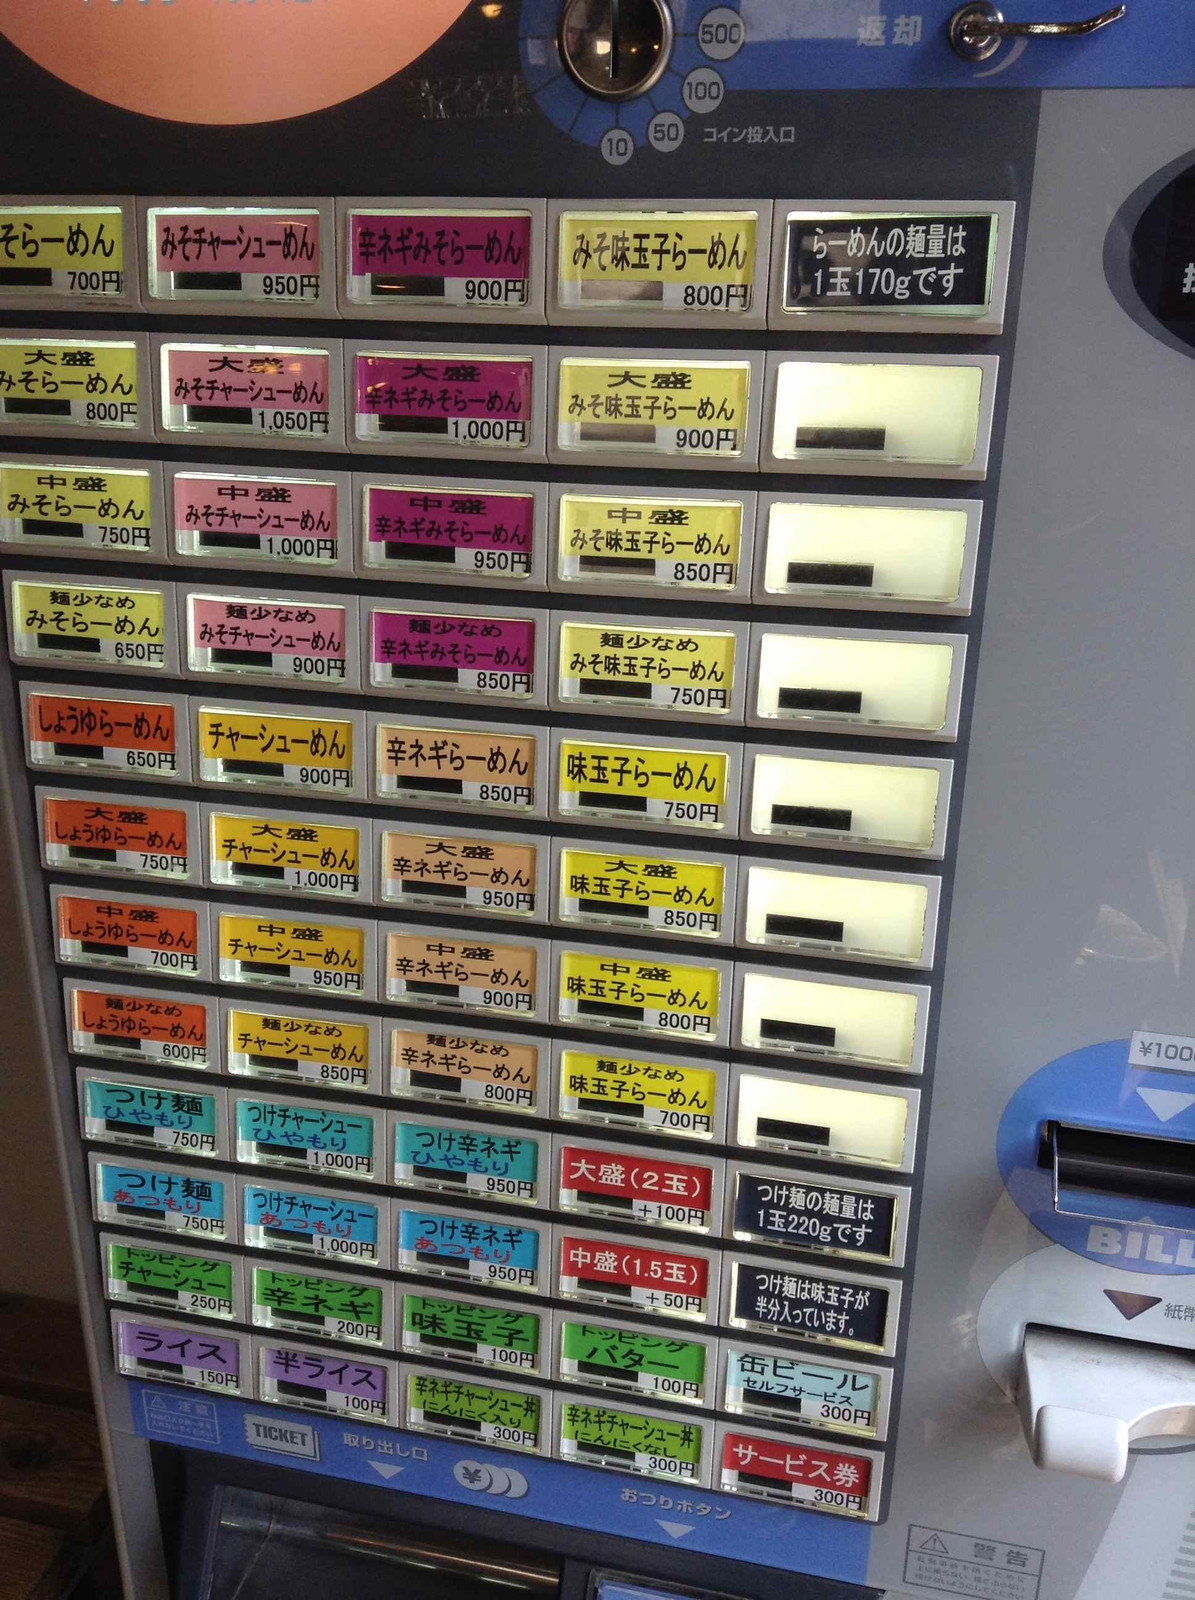 500
返却
100
50
10
コイン投入口
そらーめん
700円
みそチャーシューめん
950円
辛ネギみそらーめん
900円
みそ味玉子らーめん
800円
らーめんの麺量は
1玉170gです
大盛
みそらーめん
800円
大盛
みそチャーシューめん
1,050円
大盛
辛ネギみそらーめん
1,000円
大盛
みそ味玉子らーめん
900円
中盛
みそらーめん
750円
中盛
みそチャーシューめん
1,000円
中盛
辛ネギみそらーめん
950円
中盛
みそ味玉子らーめん
850円
麺少なめ
みそらーめん
650円
麺少なめ
みそチャーシューめん
900円
麺少なめ
辛ネギみそらーめん
850円
麺少なめ
みそ味玉子らーめん
750円
しょうゆらーめん
650円
チャーシューめん
900円
辛ネギらーめん
850円
味玉子らーめん
750円
大盛
しょうゆらーめん
750円
大盛
チャーシューめん
1,000円
大盛
辛ネギらーめん
950円
大盛
味玉子らーめん
850円
中盛
しょうゆらーめん
700円
中盛
チャーシューめん
950円
中盛
辛ネギらーめん
900円
中盛
味玉子らーめん
800円
麺少なめ
しょうゆらーめん
600円
麺少なめ
チャーシューめん
850円
麺少なめ
辛ネギらーめん
800円
麺少なめ
味玉子らーめん
700円
つけ麺
ひやもり
750円
つけチャーシュー
ひやもり
1,000円
つけ辛ネギ
ひやもり
950円
大盛(2玉)
+100円
つけ麺の麺量は
1玉220gです
つけ麺
あつもり
750円
つけチャーシュー
あつもり
1,000円
つけ辛ネギ
あつもり
950円
中盛(1.5玉)
+50円
つけ麺は味玉子が
半分入っています。
トッピング
チャーシュー
250円
トッピング
辛ネギ
200円
トッピング
味玉子
100円
トッピング
バター
100円
缶ビール
セルフサービス
300円
ライス
150円
半ライス
100円
辛ネギチャーシュー丼
にんにく入り
300円
辛ネギチャーシュー丼
にんにくなし
300円
サービス券
300円
¥1000
BILL
紙幣
注意
TICKET
取り出し口
¥
おつりボタン
警告